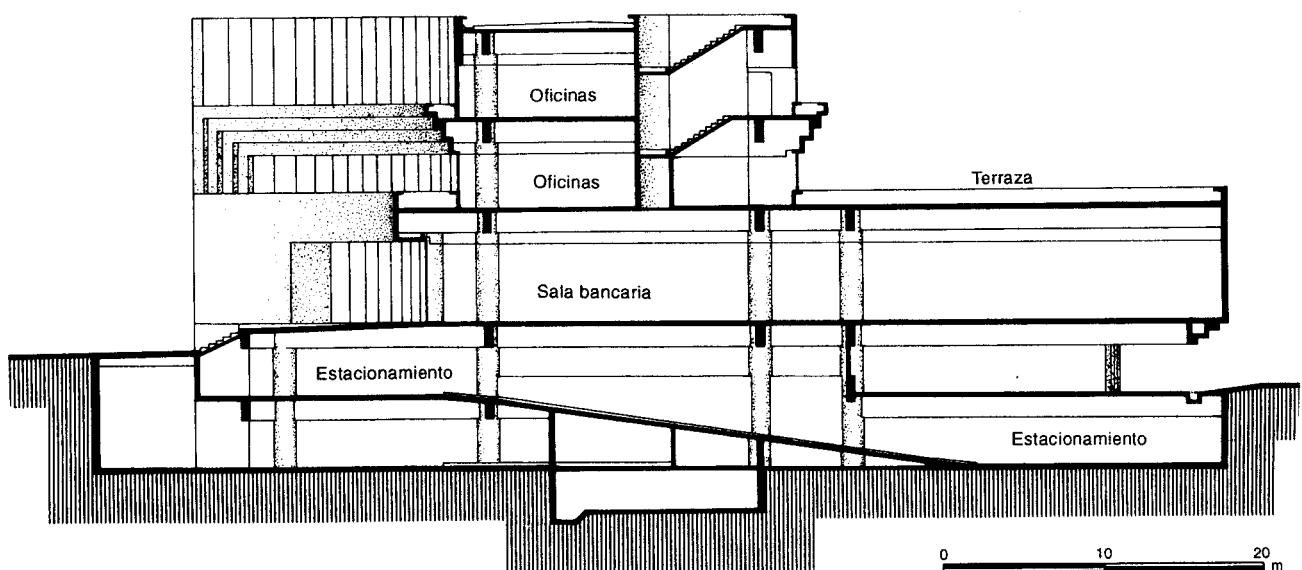 Oficinas
Oficinas
Terraza
Sala bancaria
Estacionamiento
Estacionamiento
0 10 20
m